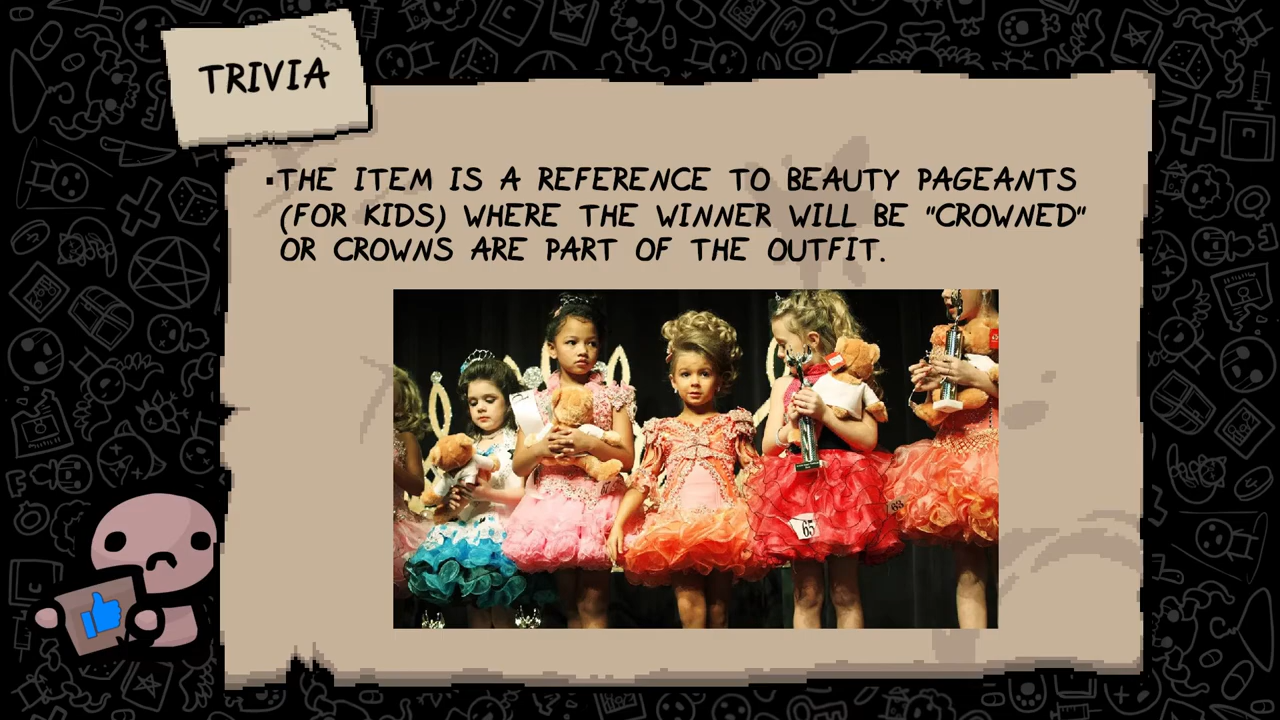 TRIVIA
▪THE ITEM IS A REFERENCE TO BEAUTY PAGEANTS
(FOR KIDS) WHERE THE WINNER WILL BE "CROWNED"
OR CROWNS ARE PART OF THE OUTFIT.
65